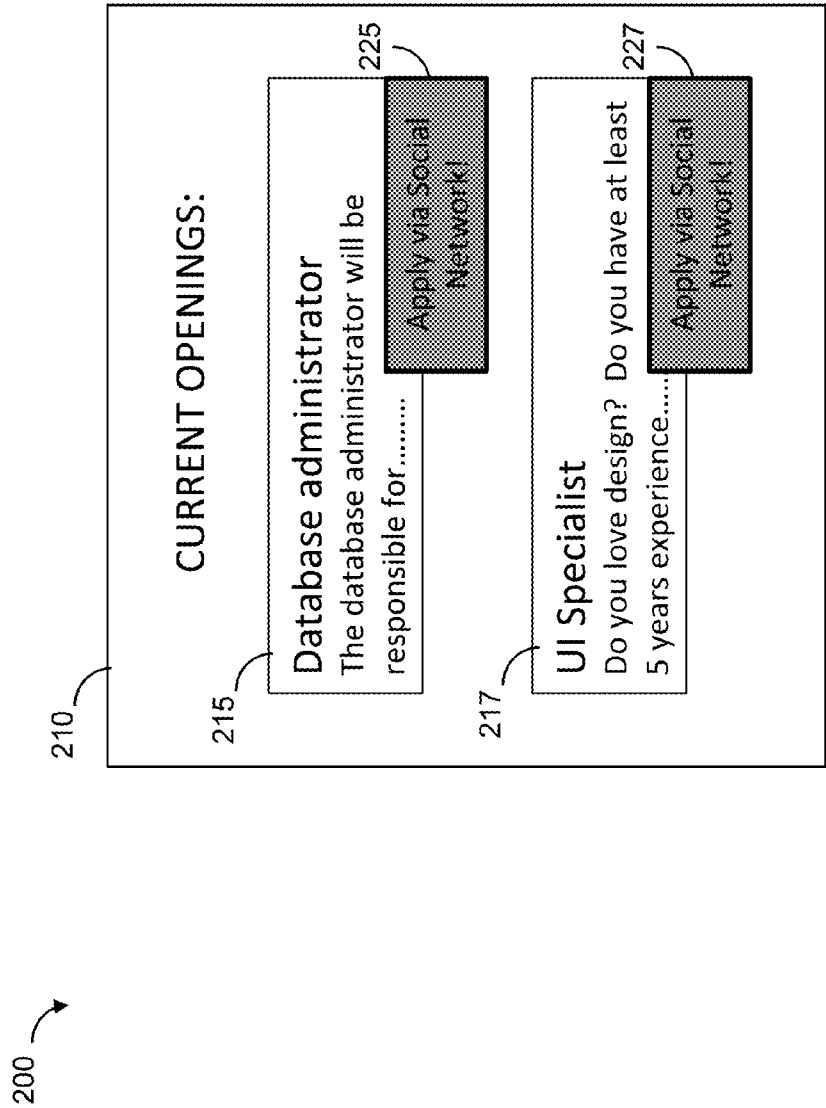 200
210
CURRENT OPENINGS:
215
Database administrator
The database administrator will be
responsible for.........
225
Apply via Social
Network!
217
UI Specialist
Do you love design?  Do you have at least
5 years experience......
227
Apply via Social
Network!